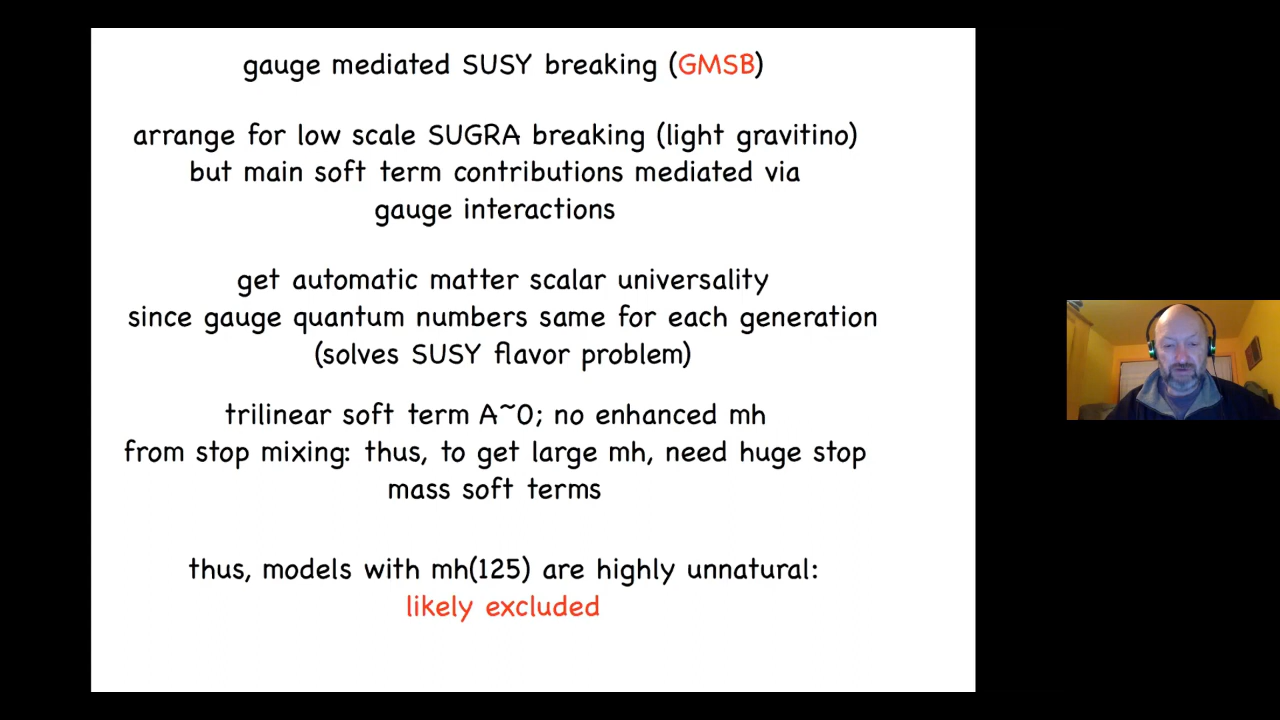 gauge mediated SUSY breaking (GMSB)
arrange for low scale SUGRA breaking (light gravitino)
but main soft term contributions mediated via
gauge interactions
get automatic matter scalar universality
since gauge quantum numbers same for each generation
(solves SUSY flavor problem)
trilinear soft term A~0; no enhanced mh
from stop mixing: thus, to get large mh, need huge stop
mass soft terms
thus, models with mh(125) are highly unnatural:
likely excluded